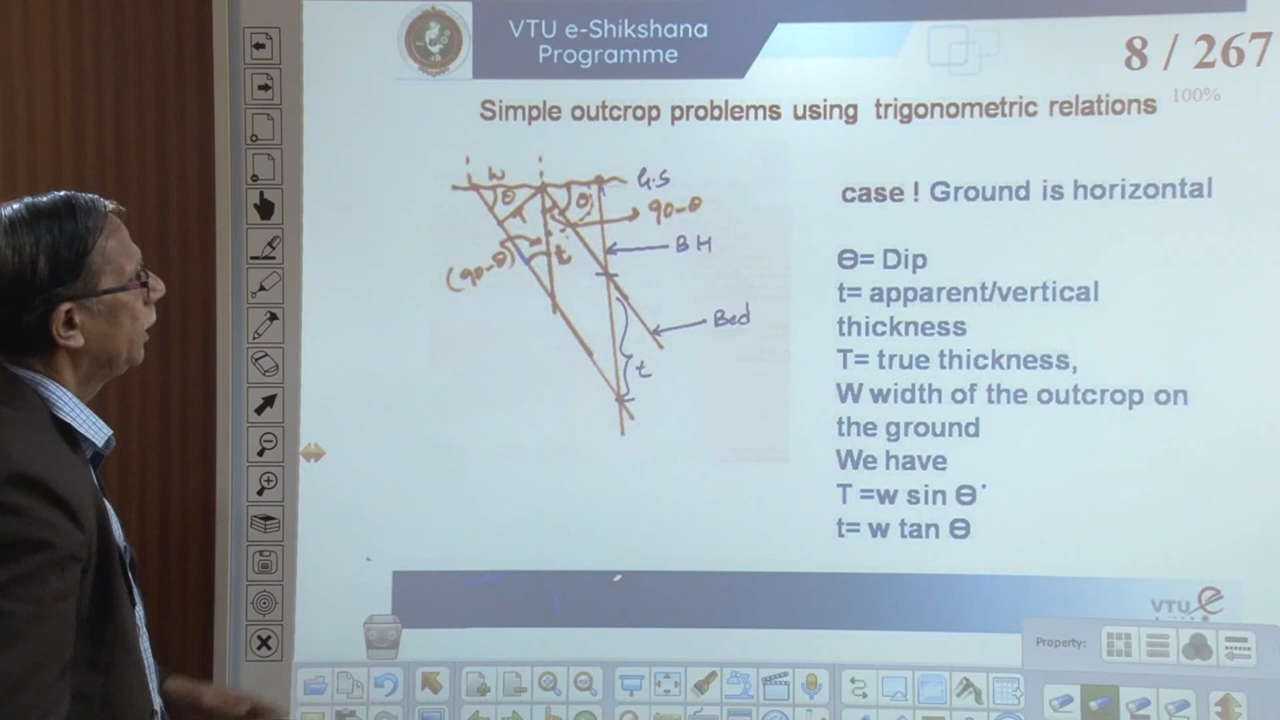 VTU e-Shikshana
Programme
8 / 267
100%
Simple outcrop problems using trigonometric relations
W
G.S
θ
θ
90-θ
(90-θ)
t
BH
Bed
t
case ! Ground is horizontal
Ɵ= Dip
t= apparent/vertical
thickness
T= true thickness,
W width of the outcrop on
the ground
We have
T =w sin Ɵ
t= w tan Ɵ
VTU e
Property: